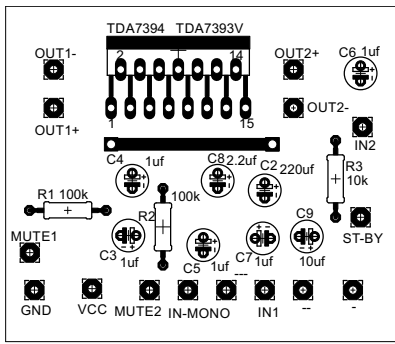 TDA7394 TDA7393V
OUT1- 2 14 OUT2+ C6 1uf
OUT1+ 1 15 OUT2- IN2
C4 1uf C8 2.2uf C2 220uf R3 10k
R1 100k R2 100k
MUTE1 C3 1uf C5 1uf C7 1uf C9 10uf ST-BY
---
GND VCC MUTE2 IN-MONO IN1 -- -